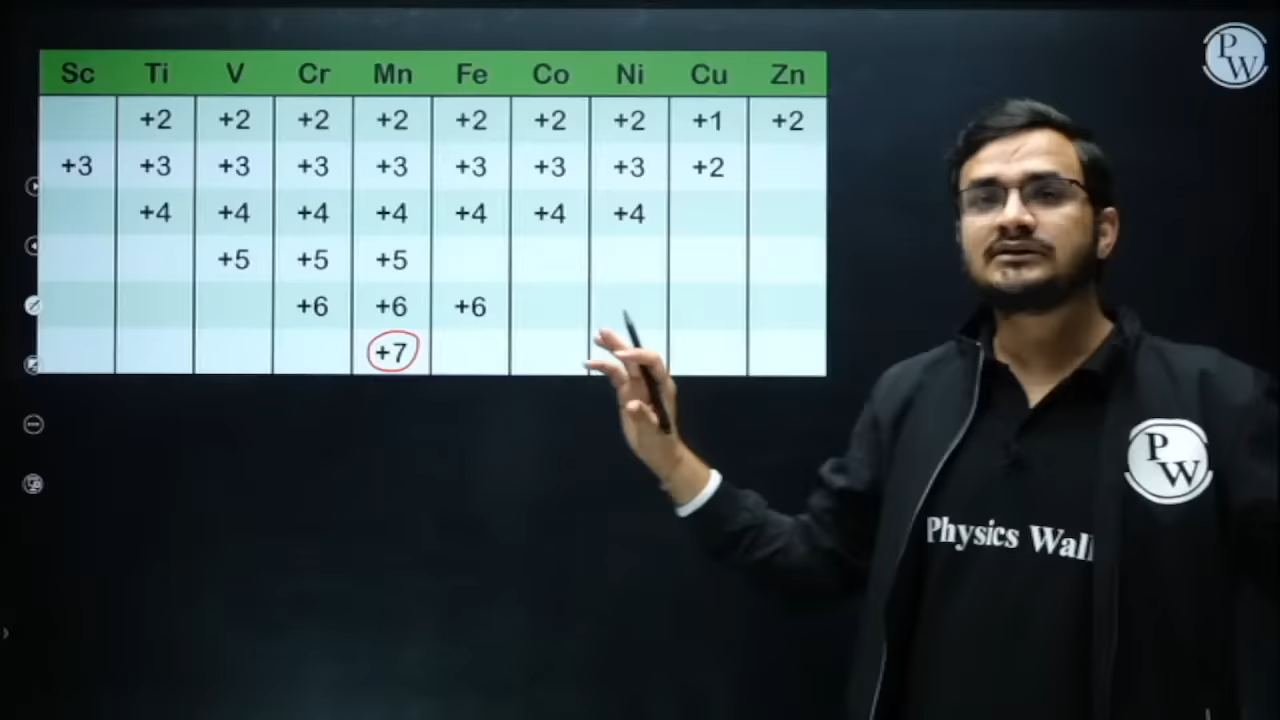 Sc Ti V Cr Mn Fe Co Ni Cu Zn
+2 +2 +2 +2 +2 +2 +2 +1 +2
+3 +3 +3 +3 +3 +3 +3 +3 +2
+4 +4 +4 +4 +4 +4 +4
+5 +5 +5
+6 +6 +6
+7
PW
PW
Physics Wall